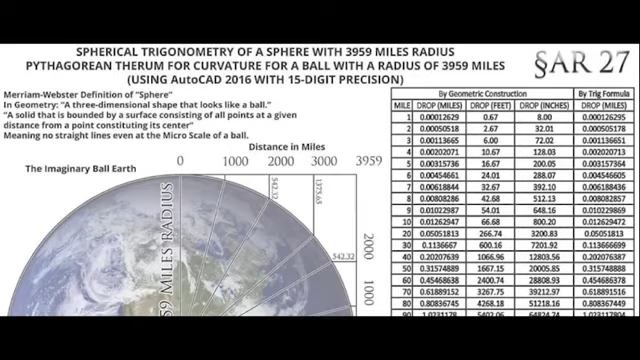 SPHERICAL TRIGONOMETRY OF A SPHERE WITH 3959 MILES RADIUS
PYTHAGOREAN THERUM FOR CURVATURE FOR A BALL WITH A RADIUS OF 3959 MILES
(USING AutoCAD 2016 WITH 15-DIGIT PRECISION)
§AR 27
Merriam-Webster Definition of "Sphere"
In Geometry: "A three-dimensional shape that looks like a ball."
"A solid that is bounded by a surface consisting of all points at a given
distance from a point constituting its center"
Meaning no straight lines even at the Micro Scale of a ball.
Distance in Miles
The Imaginary Ball Earth
0 1000 2000 3000 3959
542.32
1375.65
542.32
2000
1000
59 MILES RADIUS
By Geometric Construction By Trig Formula
MILE DROP (MILES) DROP (FEET) DROP (INCHES) DROP (MILES)
1 0.00012629 0.67 8.00 0.000126295
2 0.00050518 2.67 32.01 0.000505178
3 0.00113665 6.00 72.02 0.001136651
4 0.00202071 10.67 128.03 0.00202713
5 0.00315736 16.67 200.05 0.003157364
6 0.00454661 24.01 288.07 0.004546605
7 0.00618844 32.67 392.10 0.006188436
8 0.00808286 42.68 512.13 0.008082857
9 0.01022987 54.01 648.16 0.010229869
10 0.01262947 66.68 800.20 0.012629472
20 0.05051813 266.74 3200.83 0.05051813
30 0.1136667 600.16 7201.92 0.113666699
40 0.20207619 1066.96 12803.56 0.202076387
50 0.31574889 1667.15 20005.85 0.315748888
60 0.45468638 2400.74 28808.93 0.454686378
70 0.61889152 3267.75 39212.97 0.618891516
80 0.80836745 4268.18 51218.16 0.808367449
90 1.0231178 5402.06 64824.74 1.023117804